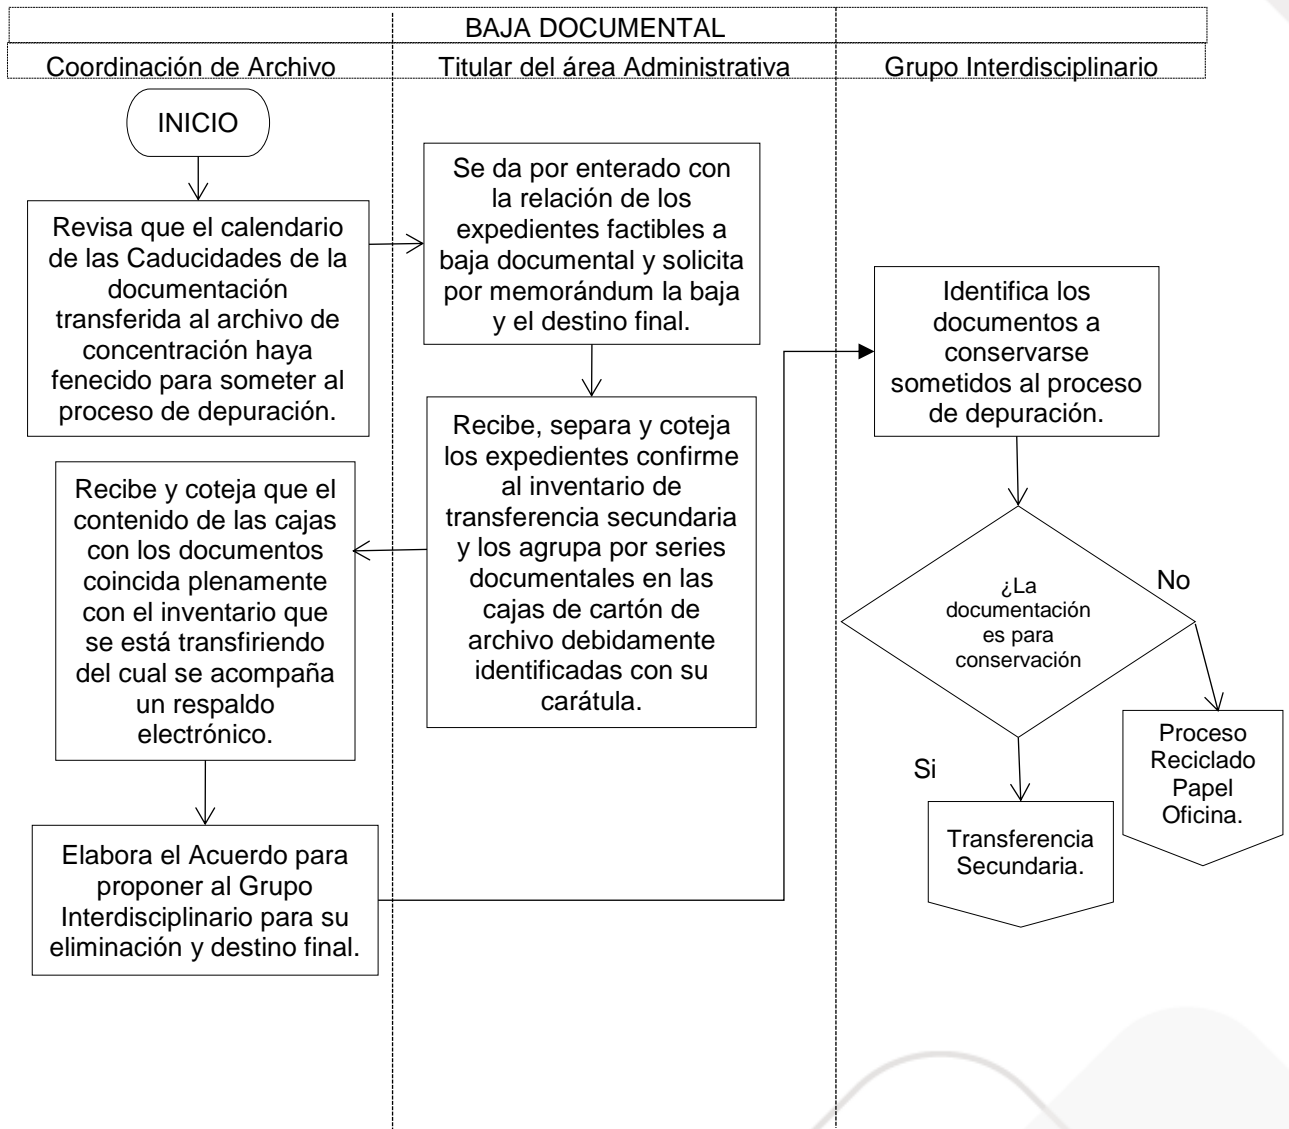 BAJA DOCUMENTAL
Coordinación de Archivo
Titular del área Administrativa
Grupo Interdisciplinario
INICIO
Revisa que el calendario
de las Caducidades de la
documentación
transferida al archivo de
concentración haya
fenecido para someter al
proceso de depuración.
Se da por enterado con
la relación de los
expedientes factibles a
baja documental y solicita
por memorándum la baja
y el destino final.
Recibe, separa y coteja
los expedientes confirme
al inventario de
transferencia secundaria
y los agrupa por series
documentales en las
cajas de cartón de
archivo debidamente
identificadas con su
carátula.
Recibe y coteja que el
contenido de las cajas
con los documentos
coincida plenamente
con el inventario que
se está transfiriendo
del cual se acompaña
un respaldo
electrónico.
Elabora el Acuerdo para
proponer al Grupo
Interdisciplinario para su
eliminación y destino final.
Identifica los
documentos a
conservarse
sometidos al proceso
de depuración.
¿La
documentación
es para
conservación
No
Si
Proceso
Reciclado
Papel
Oficina.
Transferencia
Secundaria.